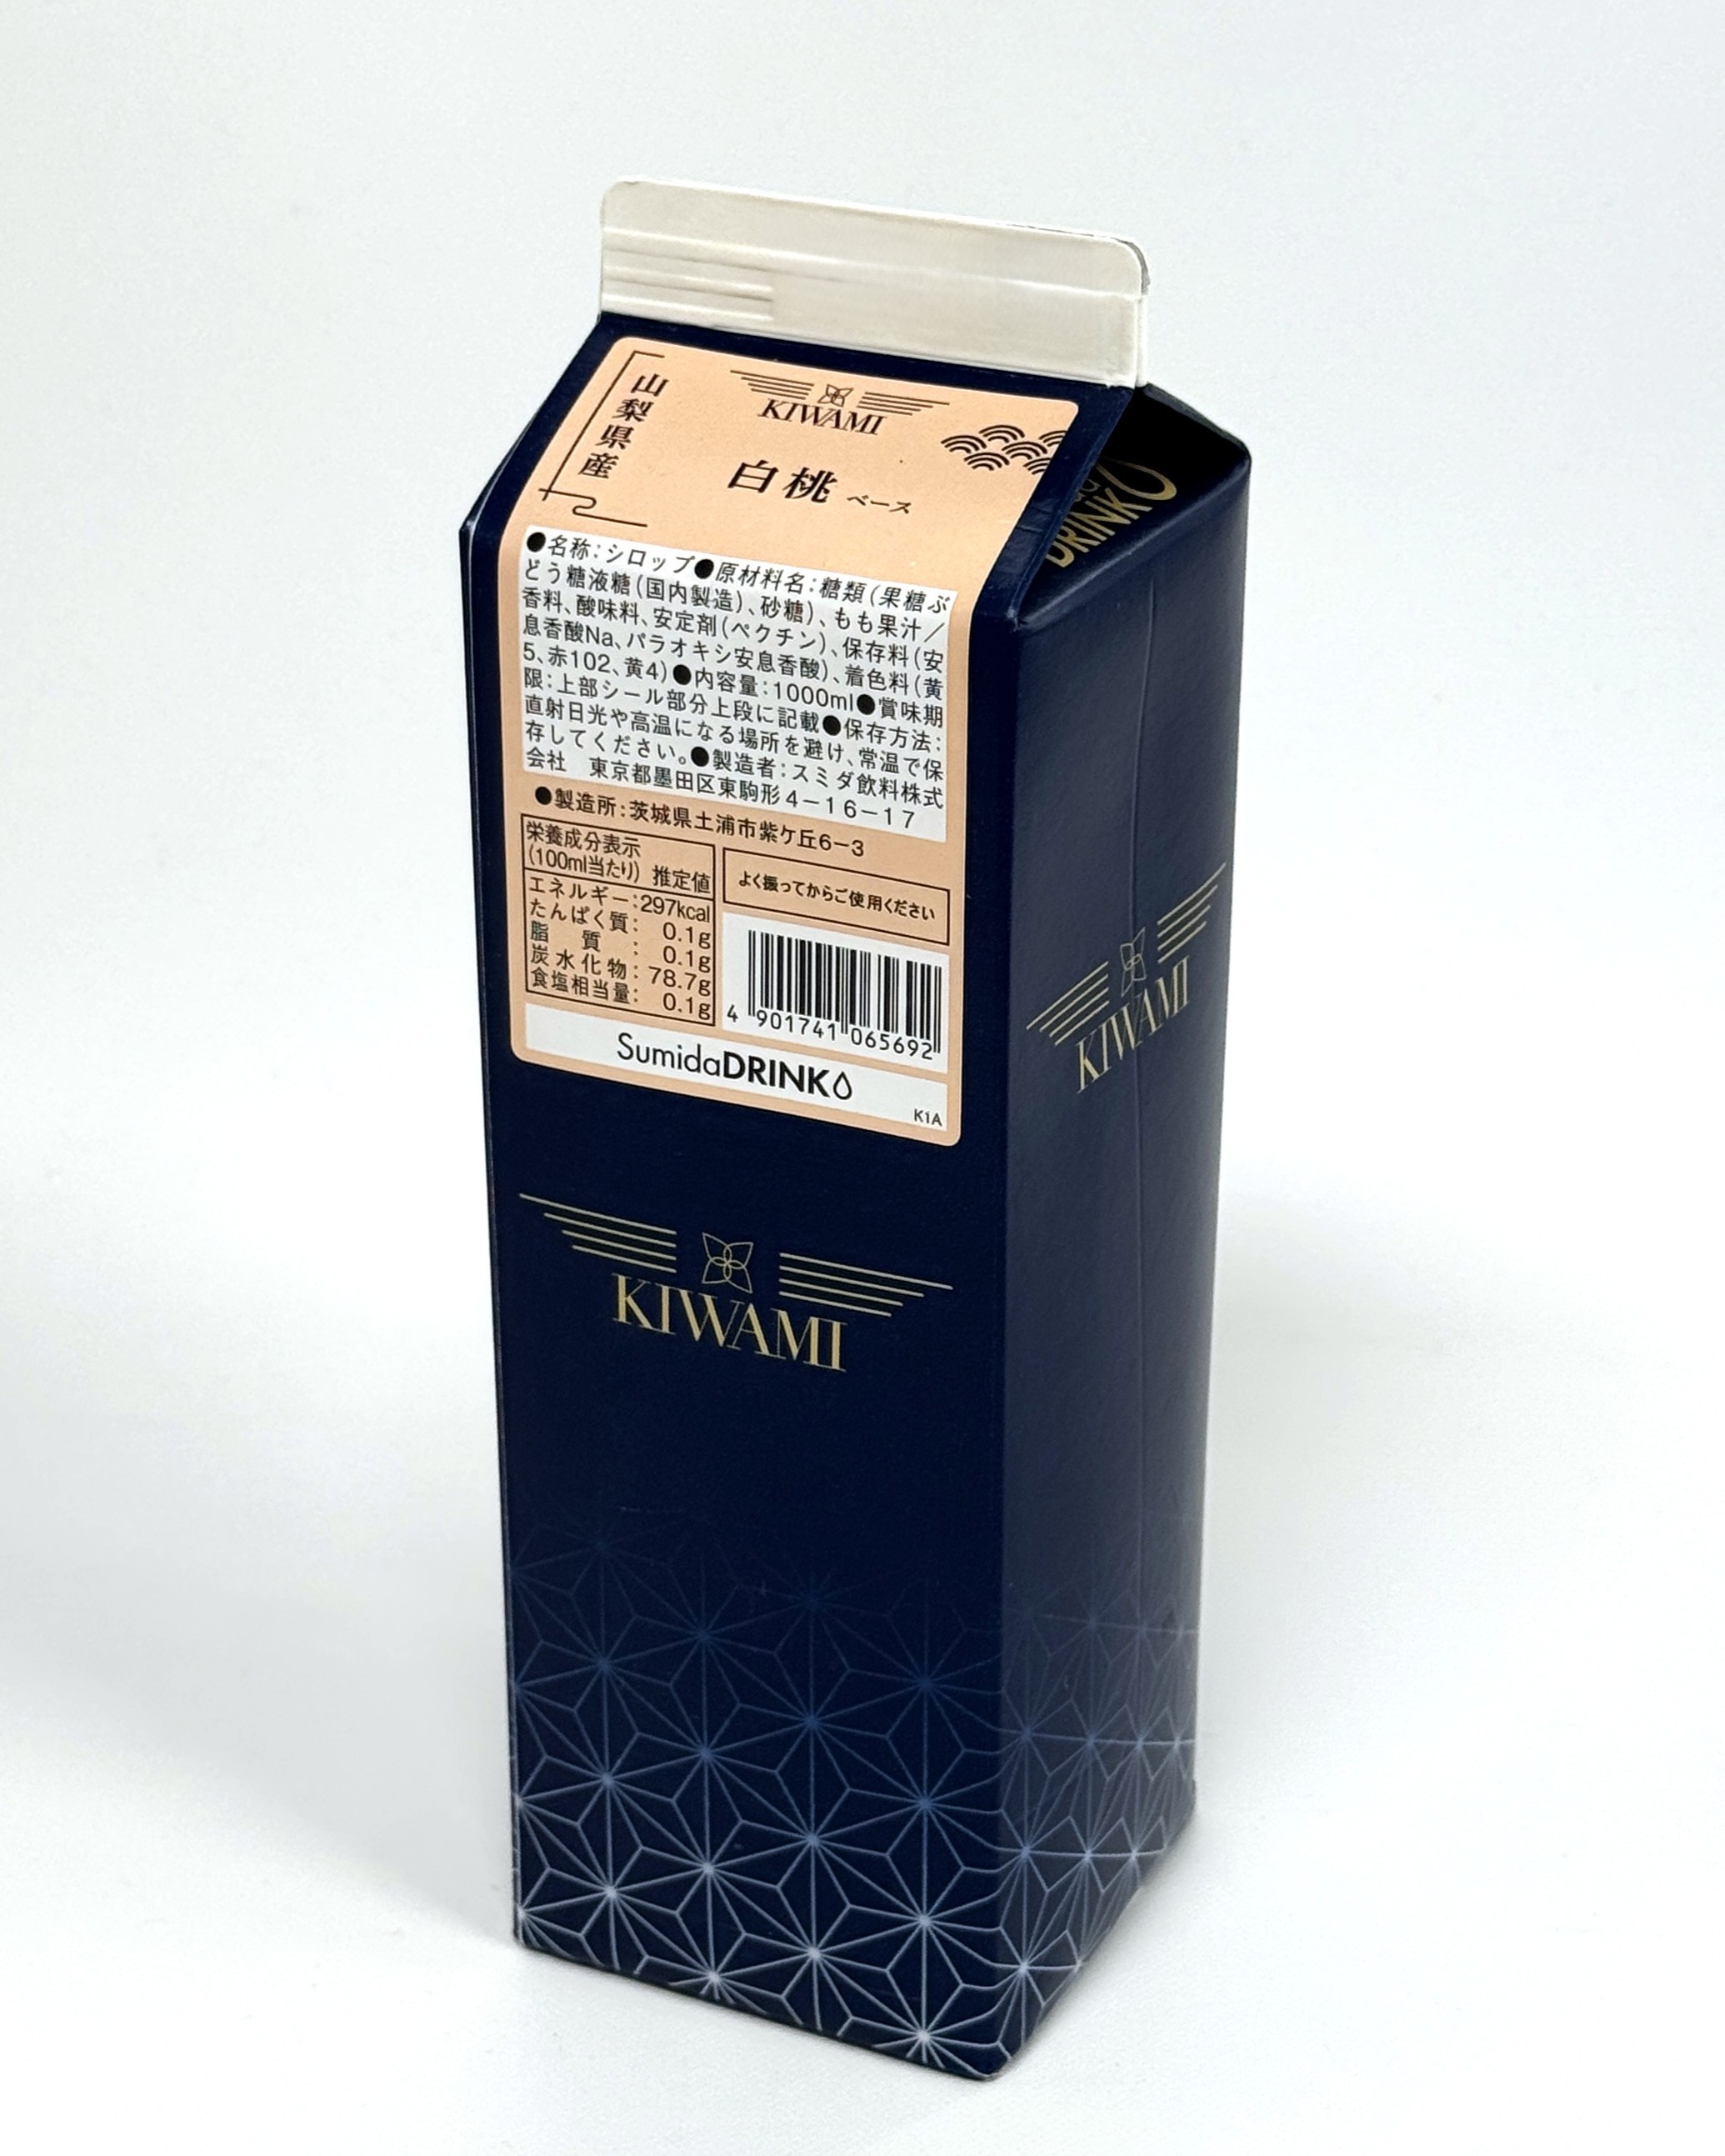 山梨県産
KIWAMI
白桃 ベース
●名称：シロップ●原材料名：糖類（果糖ぶ
どう糖液糖（国内製造）、砂糖）、もも果汁／
香料、酸味料、安定剤（ペクチン）、保存料（安
息香酸Na、パラオキシ安息香酸）、着色料（黄
5、赤102、黄4）●内容量：1000ml●賞味期
限：上部シール部分上段に記載●保存方法：
直射日光や高温になる場所を避け、常温で保
存してください。●製造者：スミダ飲料株式
会社　東京都墨田区東駒形4－16－17
●製造所：茨城県土浦市紫ケ丘6－3
栄養成分表示
（100ml当たり） 推定値
エネルギー：297kcal
たんぱく質： 0.1g
脂質： 0.1g
炭水化物：78.7g
食塩相当量： 0.1g
よく振ってからご使用ください
4 901741 065692
SumidaDRINK
K1A
KIWAMI
DRINK
KIWAMI